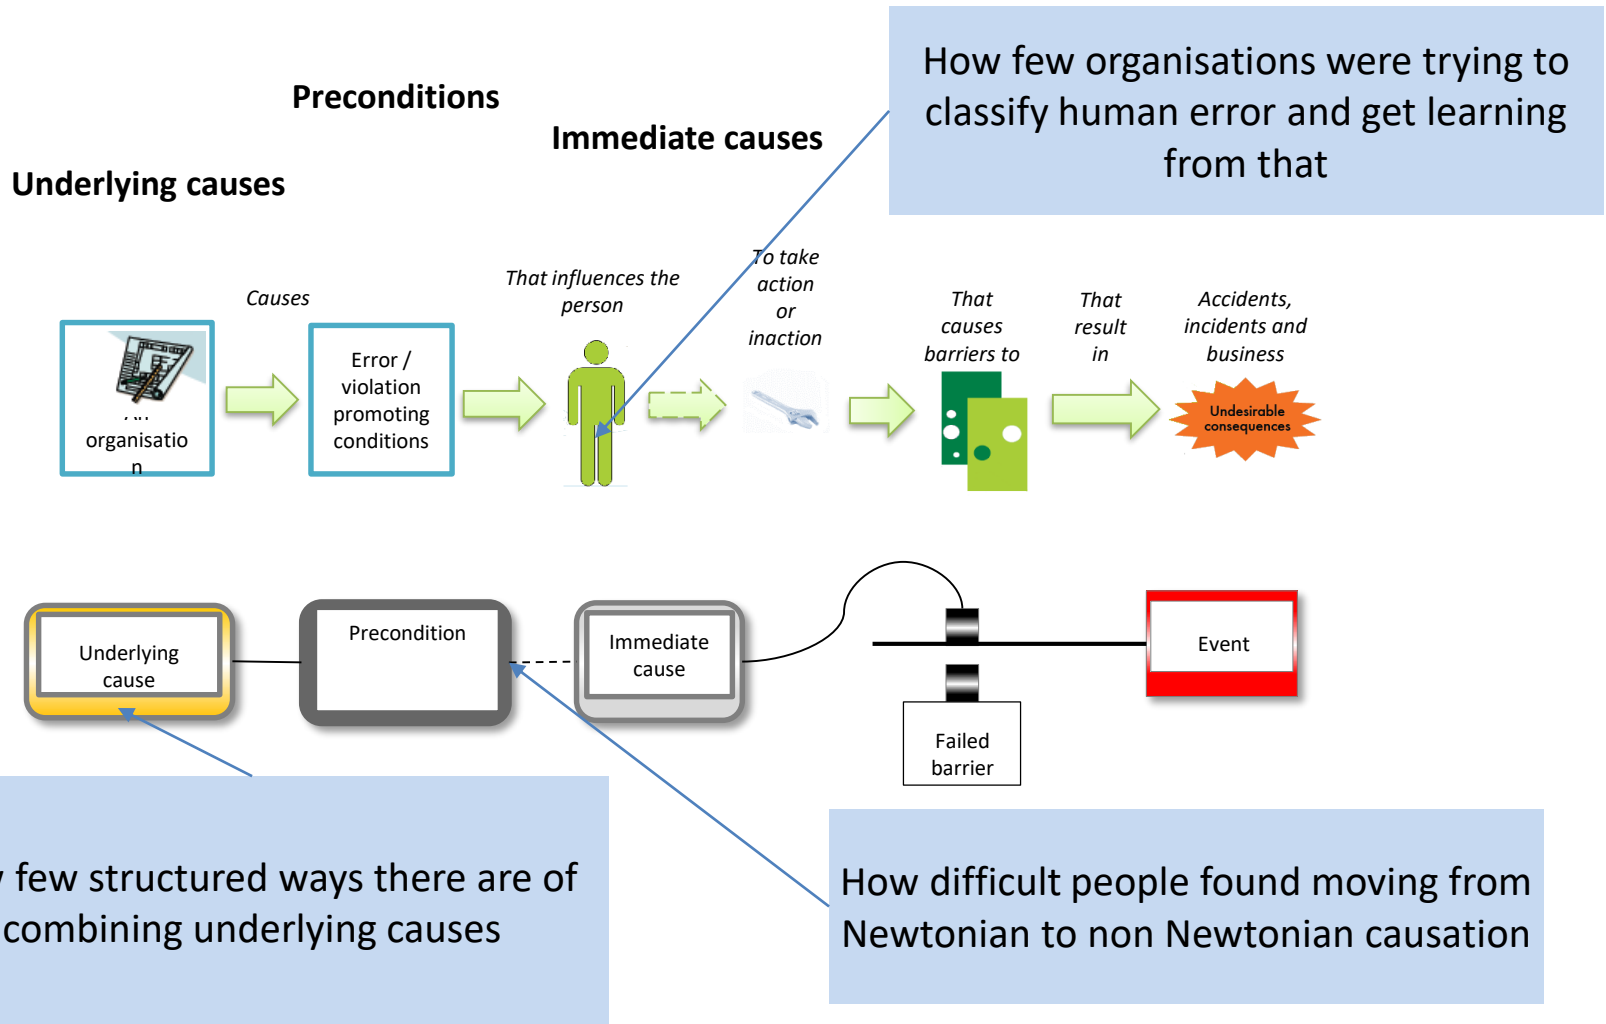 How few organisations were trying to
classify human error and get learning
from that
Preconditions
Immediate causes
Underlying causes
Causes
That influences the
person
To take
action
or
inaction
That
causes
barriers to
That
result
in
Accidents,
incidents and
business
organisatio
n
Error /
violation
promoting
conditions
Undesirable
consequences
Underlying
cause
Precondition
Immediate
cause
Event
Failed
barrier
few structured ways there are of
combining underlying causes
How difficult people found moving from
Newtonian to non Newtonian causation